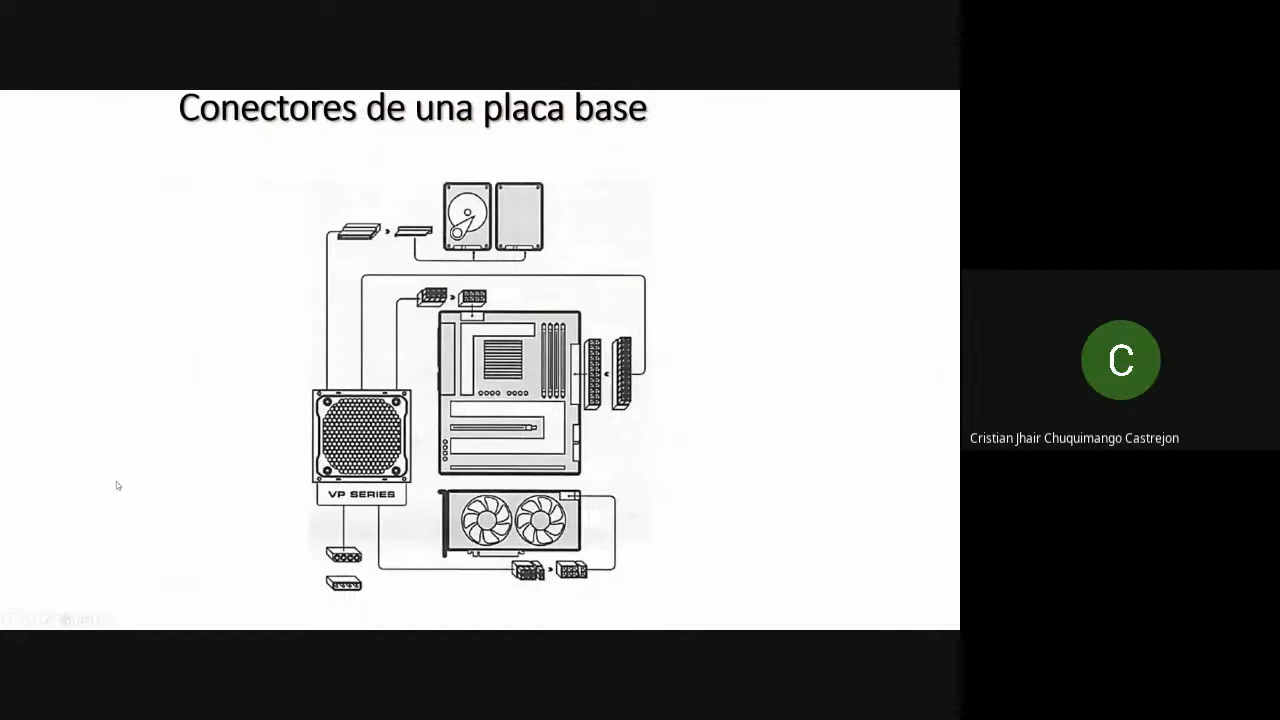 Conectores de una placa base
VP SERIES
C
Cristian Jhair Chuquimango Castrejon